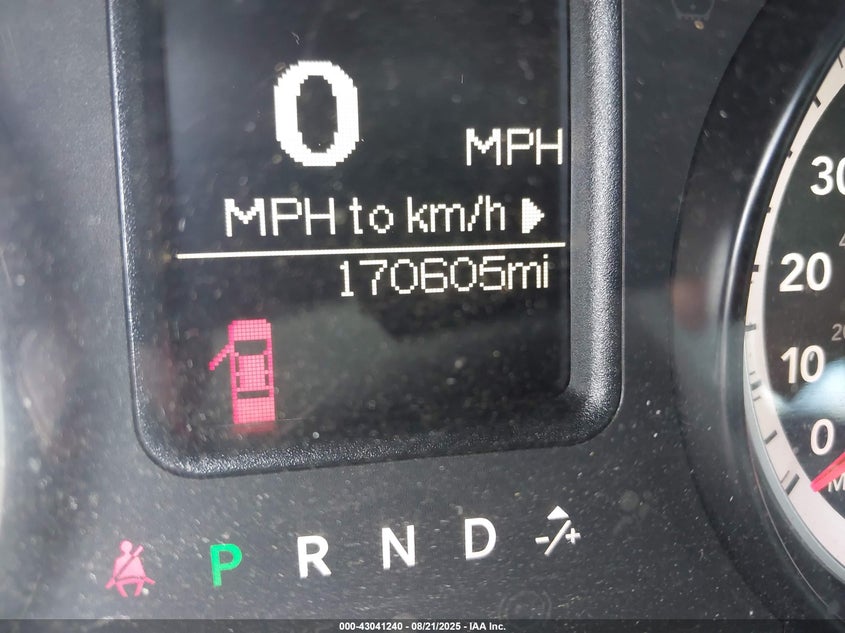 0
MPH
MPH to km/h
170605mi
30
20
10
0
P R N D -/+
000-43041240 - 08/21/2025 - IAA Inc.